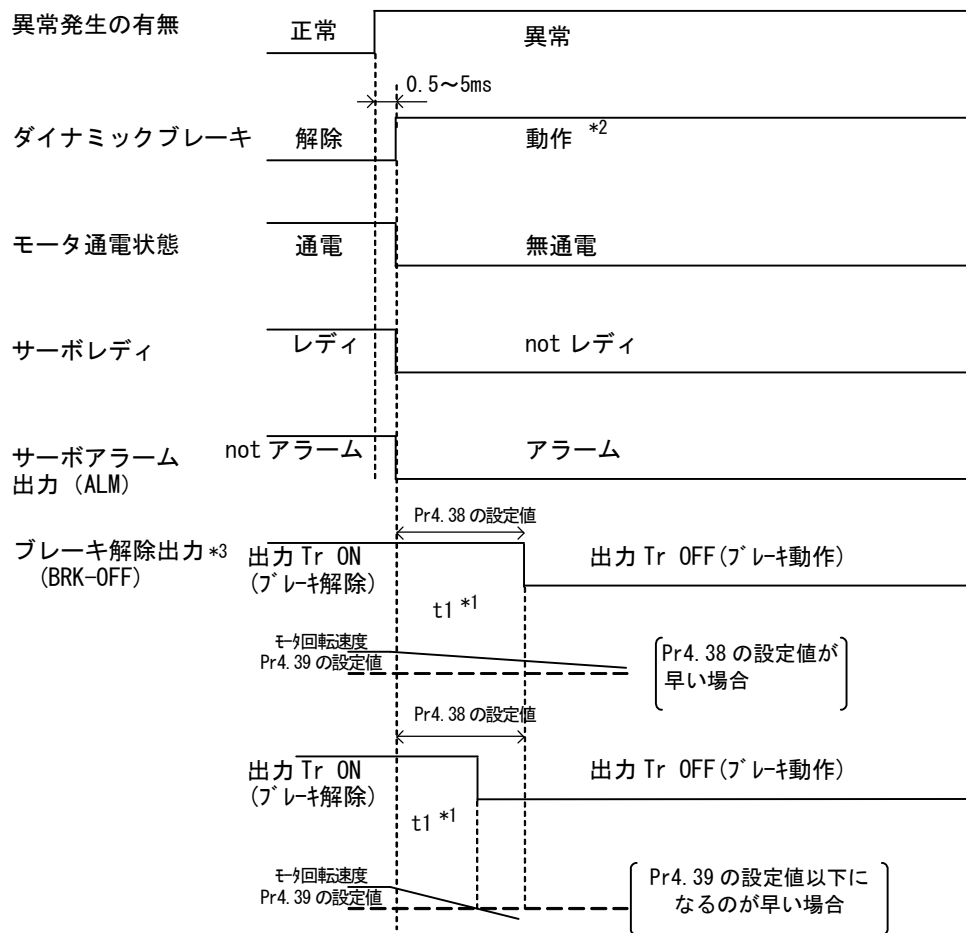 異常発生の有無 正常 異常
0.5～5ms
ダイナミックブレーキ 解除 動作 *2
モータ通電状態 通電 無通電
サーボレディ レディ not レディ
サーボアラーム not アラーム アラーム
出力 (ALM)
Pr4.38 の設定値
ブレーキ解除出力 *3 出力 Tr ON 出力 Tr OFF(ブレーキ動作)
(BRK-OFF) (ブレーキ解除)
t1 *1
モータ回転速度
Pr4.39 の設定値
Pr4.38 の設定値が
早い場合
Pr4.38 の設定値
出力 Tr ON 出力 Tr OFF(ブレーキ動作)
(ブレーキ解除)
t1 *1
モータ回転速度
Pr4.39 の設定値
Pr4.39 の設定値以下に
なるのが早い場合